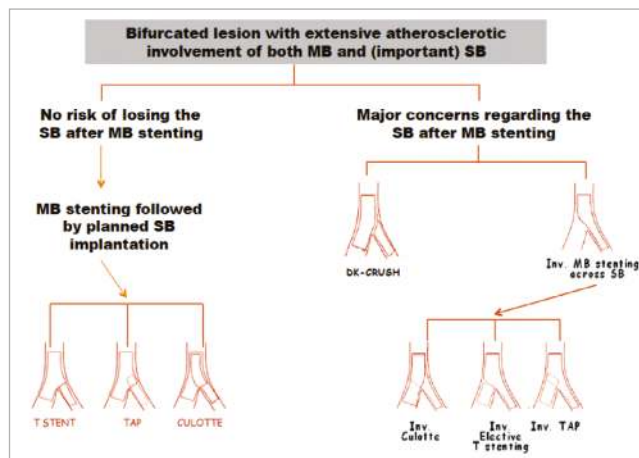 Bifurcated lesion with extensive atherosclerotic
involvement of both MB and (important) SB
No risk of losing the
SB after MB stenting
Major concerns regarding the
SB after MB stenting
MB stenting followed
by planned SB
implantation
DK-CRUSH
Inv. MB stenting
across SB
T STENT
TAP
CULOTTE
Inv.
Culotte
Inv.
Elective
T stenting
Inv. TAP